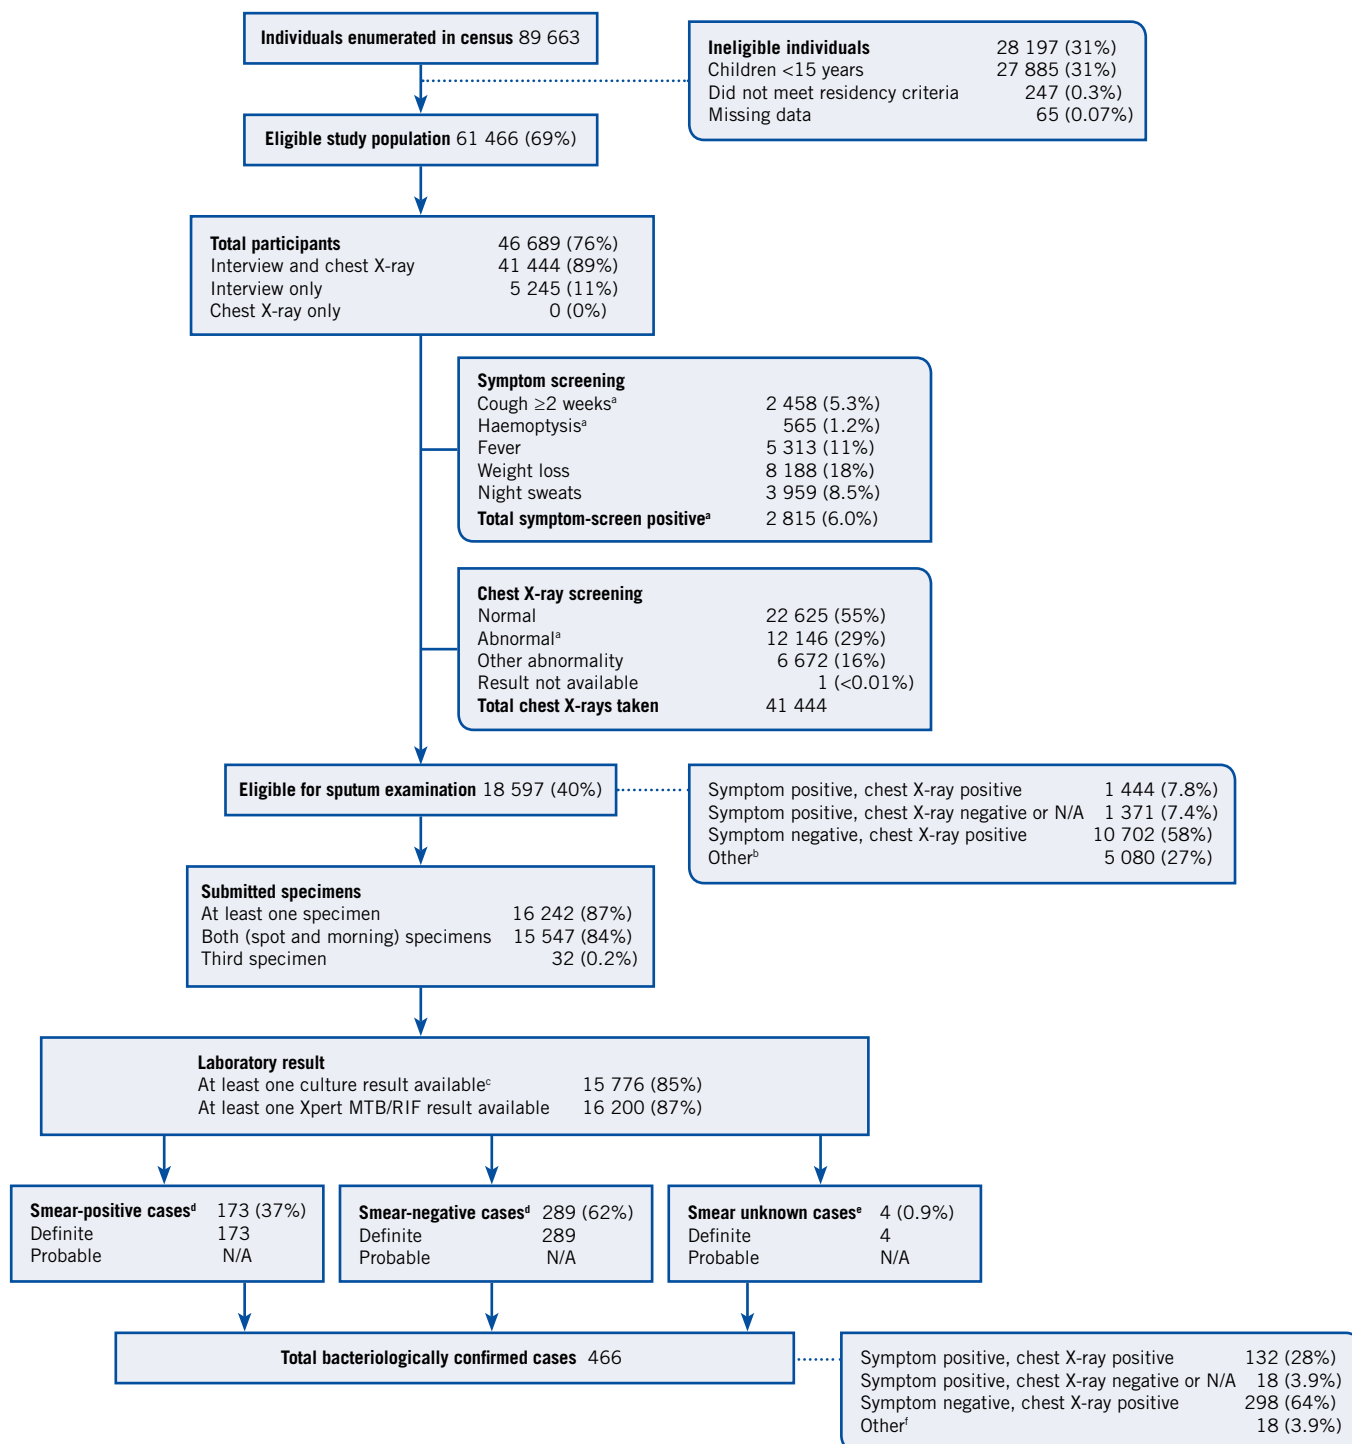 Individuals enumerated in census 89 663
Ineligible individuals 28 197 (31%)
Children <15 years 27 885 (31%)
Did not meet residency criteria 247 (0.3%)
Missing data 65 (0.07%)
Eligible study population 61 466 (69%)
Total participants 46 689 (76%)
Interview and chest X-ray 41 444 (89%)
Interview only 5 245 (11%)
Chest X-ray only 0 (0%)
Symptom screening
Cough ≥2 weeksᵃ 2 458 (5.3%)
Haemoptysisᵃ 565 (1.2%)
Fever 5 313 (11%)
Weight loss 8 188 (18%)
Night sweats 3 959 (8.5%)
Total symptom-screen positiveᵃ 2 815 (6.0%)
Chest X-ray screening
Normal 22 625 (55%)
Abnormalᵃ 12 146 (29%)
Other abnormality 6 672 (16%)
Result not available 1 (<0.01%)
Total chest X-rays taken 41 444
Eligible for sputum examination 18 597 (40%)
Symptom positive, chest X-ray positive 1 444 (7.8%)
Symptom positive, chest X-ray negative or N/A 1 371 (7.4%)
Symptom negative, chest X-ray positive 10 702 (58%)
Otherᵇ 5 080 (27%)
Submitted specimens
At least one specimen 16 242 (87%)
Both (spot and morning) specimens 15 547 (84%)
Third specimen 32 (0.2%)
Laboratory result
At least one culture result availableᶜ 15 776 (85%)
At least one Xpert MTB/RIF result available 16 200 (87%)
Smear-positive casesᵈ 173 (37%)
Definite 173
Probable N/A
Smear-negative casesᵈ 289 (62%)
Definite 289
Probable N/A
Smear unknown casesᵉ 4 (0.9%)
Definite 4
Probable N/A
Total bacteriologically confirmed cases 466
Symptom positive, chest X-ray positive 132 (28%)
Symptom positive, chest X-ray negative or N/A 18 (3.9%)
Symptom negative, chest X-ray positive 298 (64%)
Otherᶠ 18 (3.9%)